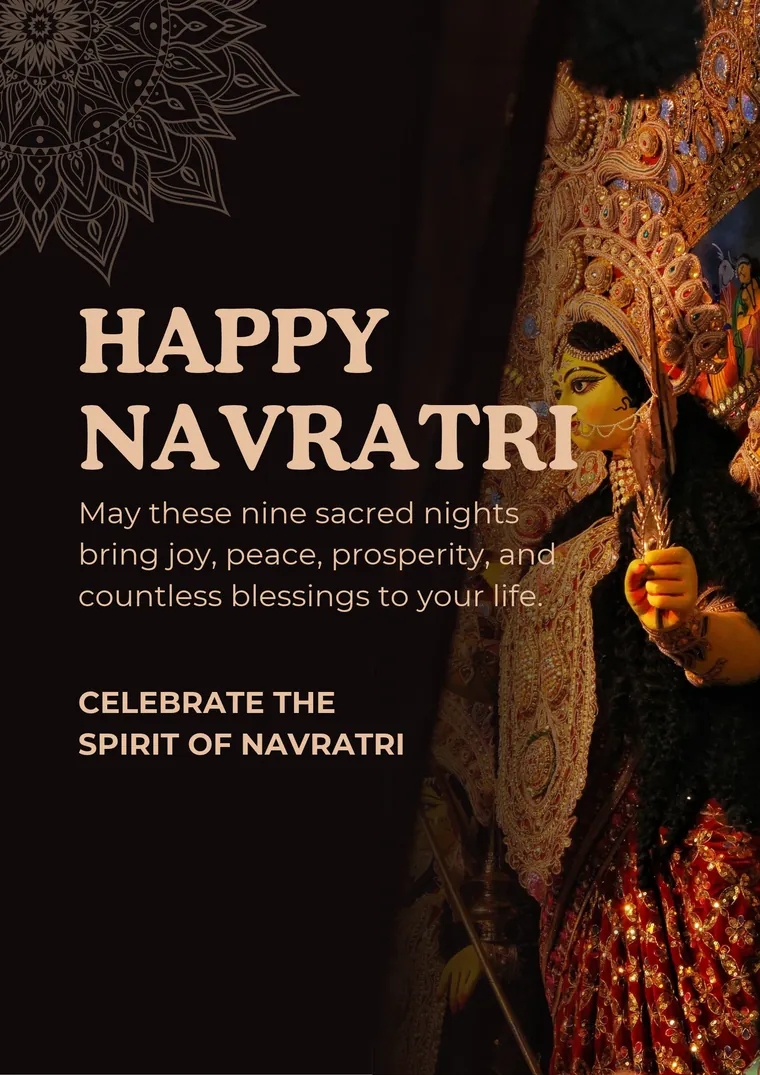 HAPPY
NAVRATRI
May these nine sacred nights
bring joy, peace, prosperity, and
countless blessings to your life.
CELEBRATE THE
SPIRIT OF NAVRATRI